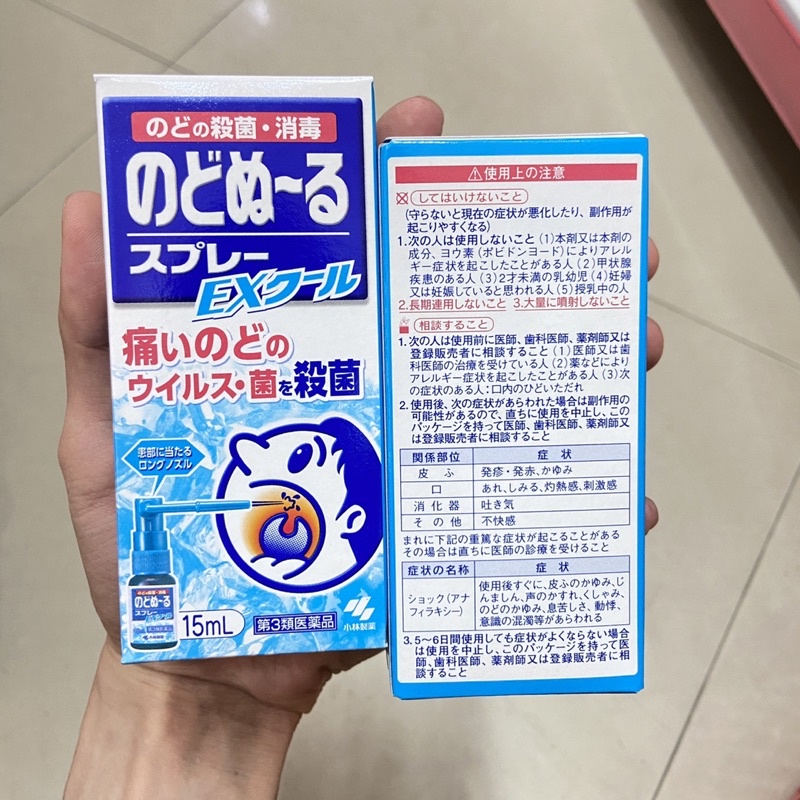 のどの殺菌・消毒
のどぬ〜る
スプレー
EXクール
痛いのどの
ウイルス・菌を殺菌
患部に当たる
ロングノズル
のどの殺菌・消毒
のどぬ〜る
スプレー
15mL
第3類医薬品
小林製薬
⚠使用上の注意
してはいけないこと
(守らないと現在の症状が悪化したり、副作用が
起こりやすくなる)
1.次の人は使用しないこと (1)本剤又は本剤の
成分、ヨウ素(ポビドンヨード)によりアレル
ギー症状を起こしたことがある人 (2)甲状腺
疾患のある人 (3)2才未満の乳幼児 (4)妊婦
又は妊娠していると思われる人 (5)授乳中の人
2.長期連用しないこと 3.大量に噴射しないこと
相談すること
1.次の人は使用前に医師、歯科医師、薬剤師又は
登録販売者に相談すること (1)医師又は歯
科医師の治療を受けている人 (2)薬などにより
アレルギー症状を起こしたことがある人 (3)次
の症状のある人:口内のひどいただれ
2.使用後、次の症状があらわれた場合は副作用の
可能性があるので、直ちに使用を中止し、この
パッケージを持って医師、歯科医師、薬剤師又
は登録販売者に相談すること
関係部位 症状
皮ふ 発疹・発赤、かゆみ
口 あれ、しみる、灼熱感、刺激感
消化器 吐き気
その他 不快感
まれに下記の重篤な症状が起こることがある
その場合は直ちに医師の診療を受けること
症状の名称 症状
ショック(アナ
フィラキシー)
使用後すぐに、皮ふのかゆみ、じ
んましん、声のかすれ、くしゃみ、
のどのかゆみ、息苦しさ、動悸、
意識の混濁等があらわれる
3.5〜6日間使用しても症状がよくならない場合
は使用を中止し、このパッケージを持って医
師、歯科医師、薬剤師又は登録販売者に相
談すること